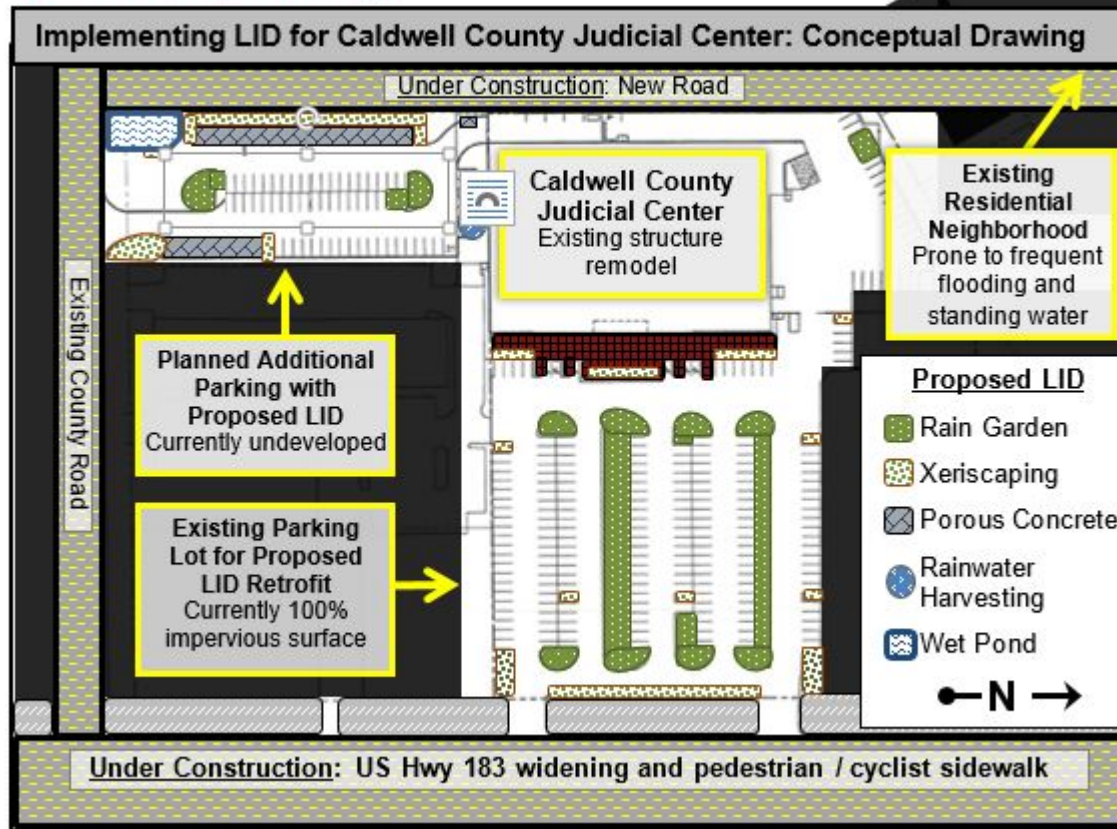 Implementing LID for Caldwell County Judicial Center: Conceptual Drawing
Under Construction: New Road
Caldwell County
Judicial Center
Existing structure
remodel
Existing
Residential
Neighborhood
Prone to frequent
flooding and
standing water
Existing County Road
Planned Additional
Parking with
Proposed LID
Currently undeveloped
Existing Parking
Lot for Proposed
LID Retrofit
Currently 100%
impervious surface
Proposed LID
Rain Garden
Xeriscaping
Porous Concrete
Rainwater
Harvesting
Wet Pond
N
Under Construction: US Hwy 183 widening and pedestrian / cyclist sidewalk